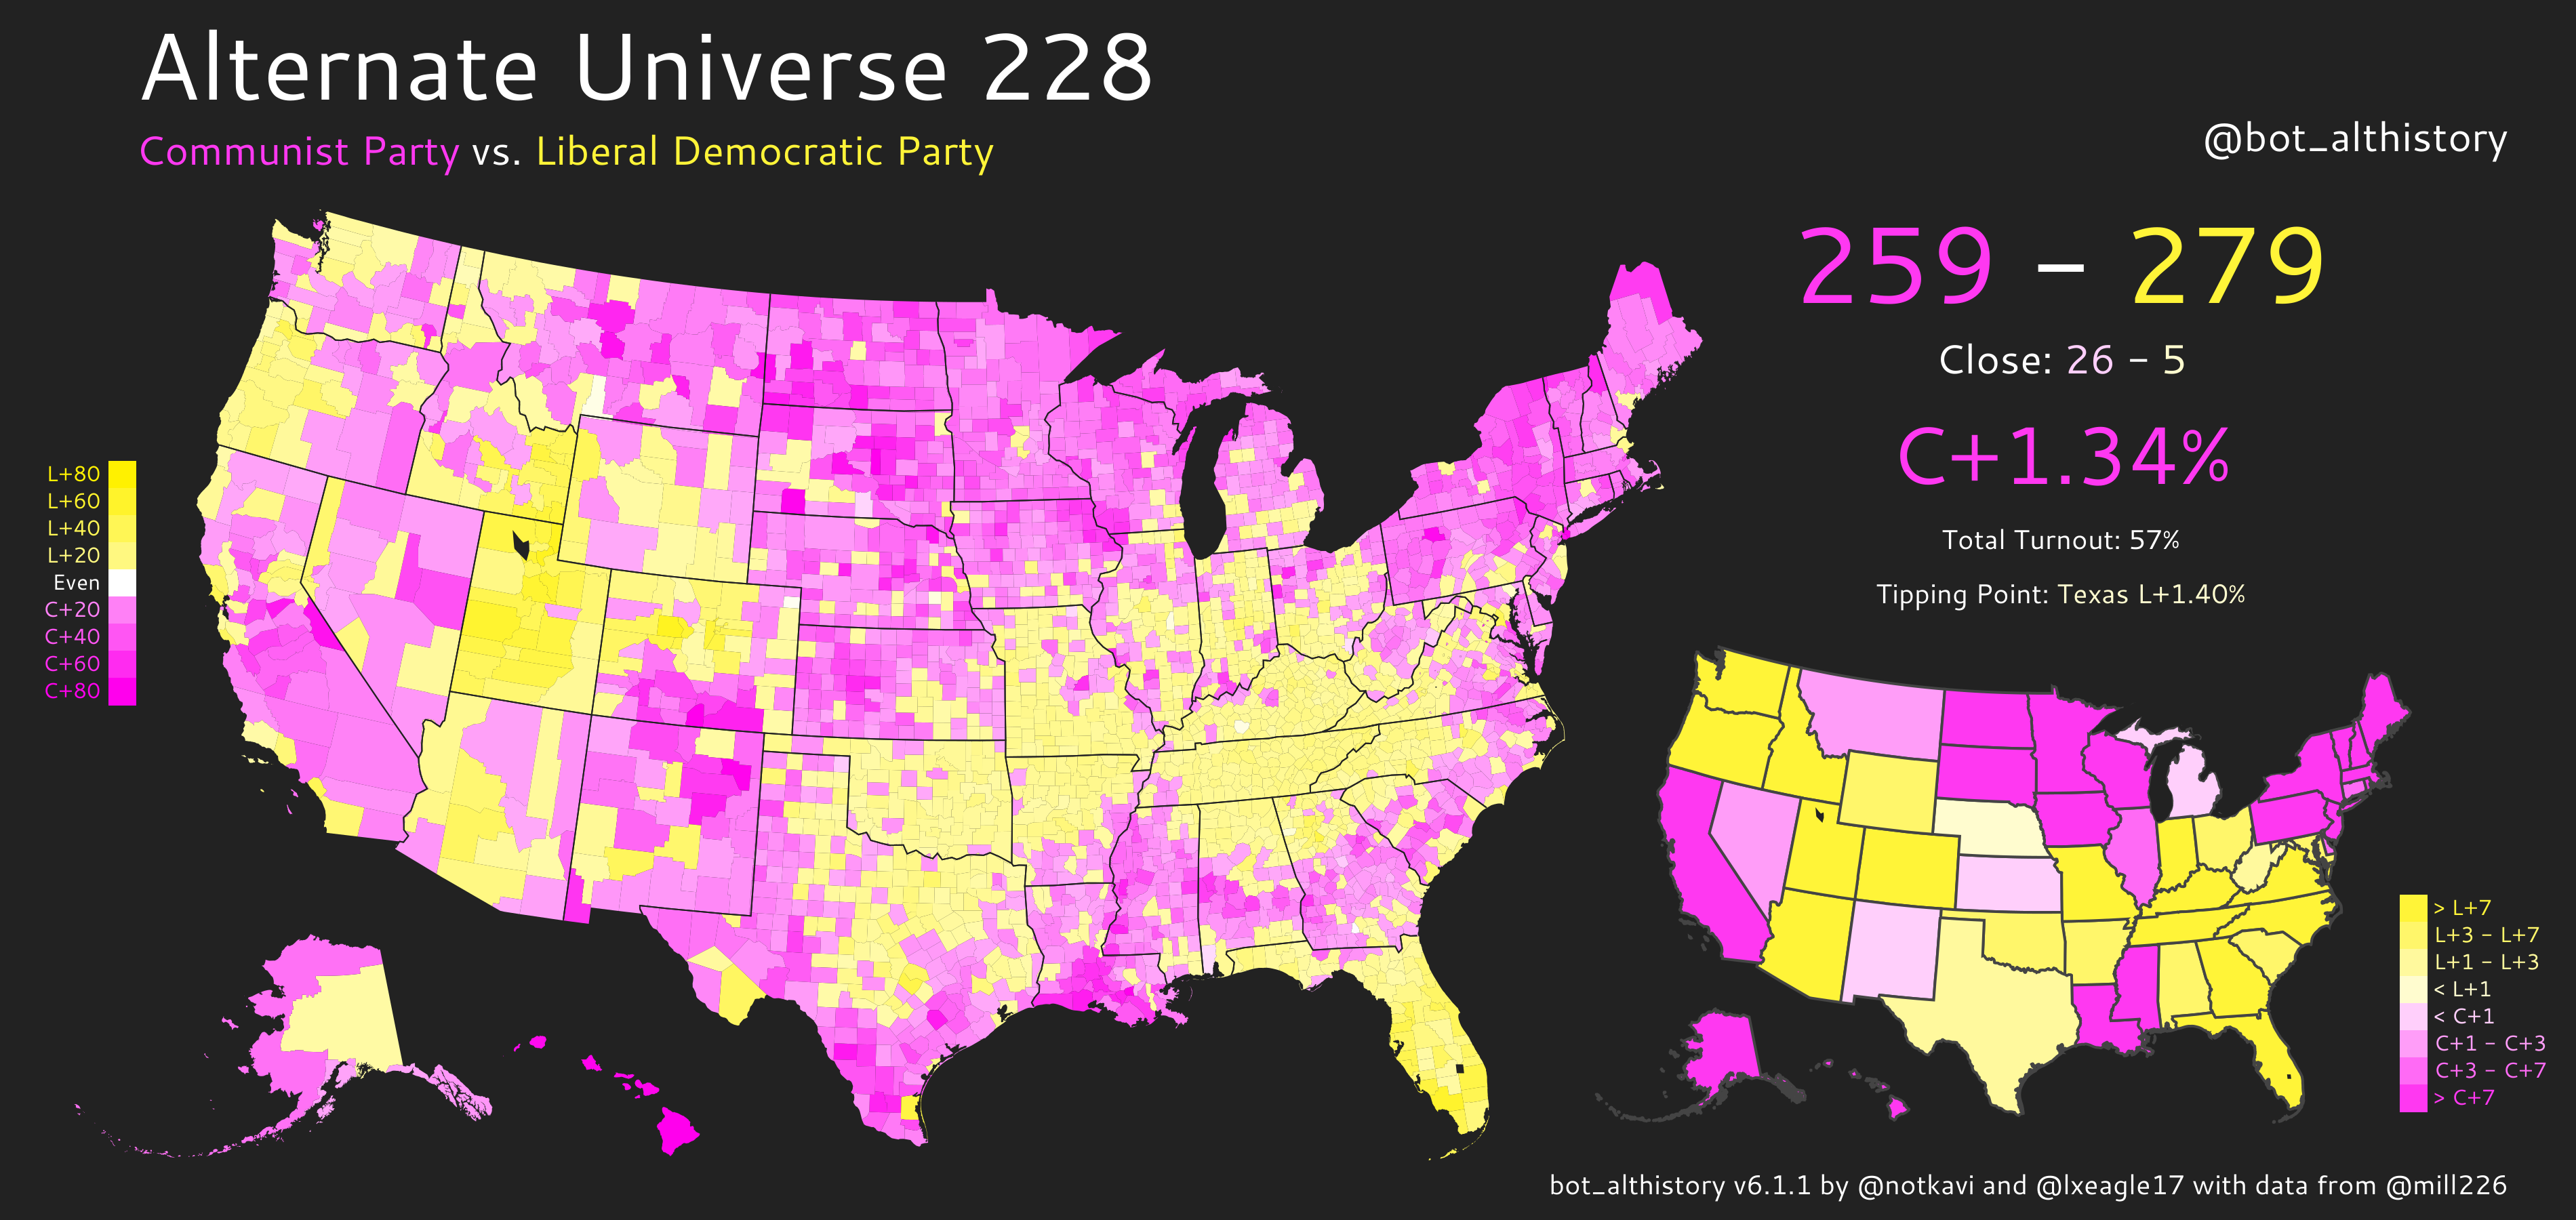 Alternate Universe 228
Communist Party vs. Liberal Democratic Party
@bot_althistory
259 – 279
Close: 26 – 5
C+1.34%
Total Turnout: 57%
Tipping Point: Texas L+1.40%
L+80
L+60
L+40
L+20
Even
C+20
C+40
C+60
C+80
> L+7
L+3 – L+7
L+1 – L+3
< L+1
< C+1
C+1 – C+3
C+3 – C+7
> C+7
bot_althistory v6.1.1 by @notkavi and @lxeagle17 with data from @mill226